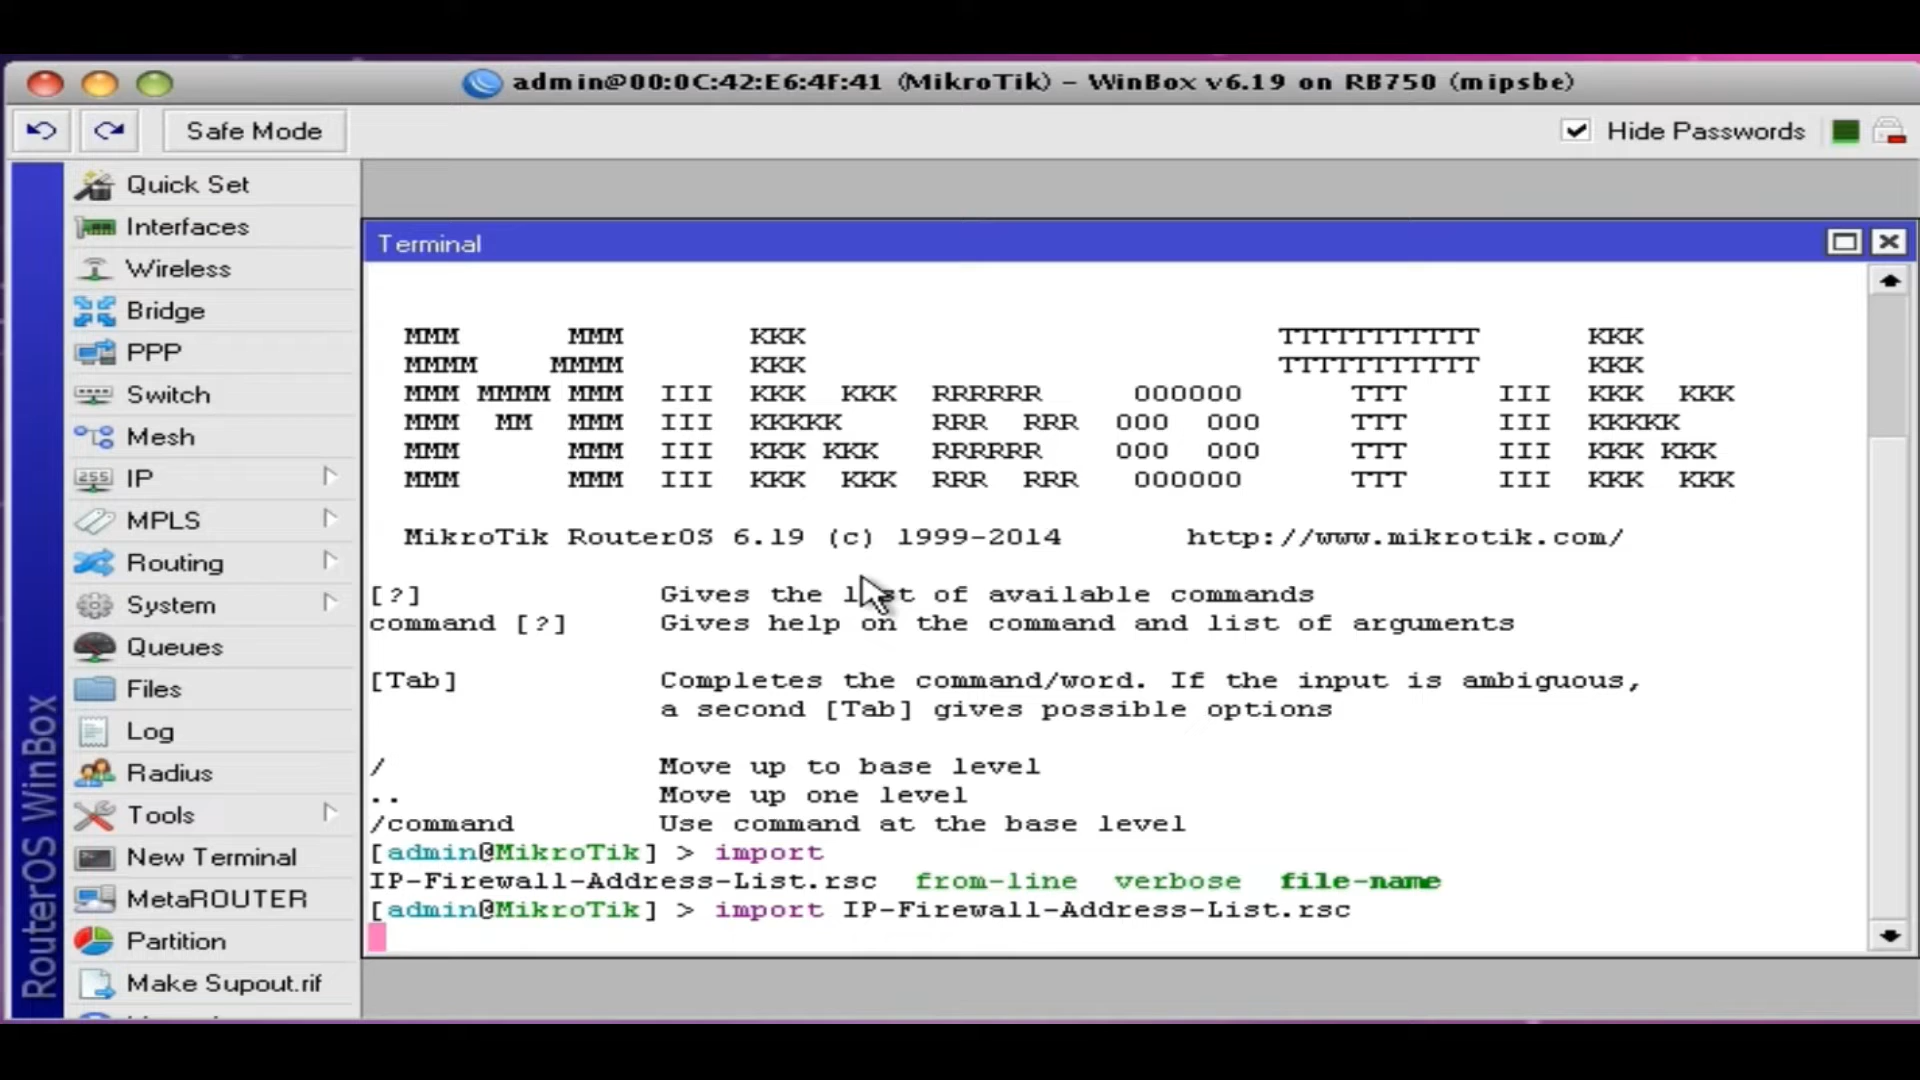 admin@00:0C:42:E6:4F:41 (MikroTik) - WinBox v6.19 on RB750 (mipsbe)
Safe Mode
Hide Passwords
RouterOS WinBox
Quick Set
Interfaces
Wireless
Bridge
PPP
Switch
Mesh
255 IP
MPLS
Routing
System
Queues
Files
Log
Radius
Tools
New Terminal
MetaROUTER
Partition
Make Supout.rif
Terminal
MMM      MMM       KKK                          TTTTTTTTTTT      KKK
MMMM    MMMM       KKK                          TTTTTTTTTTT      KKK
MMM MMMM MMM  III  KKK  KKK  RRRRRR     OOOOOO      TTT     III  KKK  KKK
MMM  MM  MMM  III  KKKKK     RRR  RRR  OOO  OOO     TTT     III  KKKKK
MMM      MMM  III  KKK KKK   RRRRRR    OOO  OOO     TTT     III  KKK KKK
MMM      MMM  III  KKK  KKK  RRR  RRR   OOOOOO      TTT     III  KKK  KKK
MikroTik RouterOS 6.19 (c) 1999-2014       http://www.mikrotik.com/
[?]             Gives the list of available commands
command [?]     Gives help on the command and list of arguments
[Tab]           Completes the command/word. If the input is ambiguous,
a second [Tab] gives possible options
/               Move up to base level
..              Move up one level
/command        Use command at the base level
[admin@MikroTik] > import
IP-Firewall-Address-List.rsc  from-line  verbose  file-name
[admin@MikroTik] > import IP-Firewall-Address-List.rsc